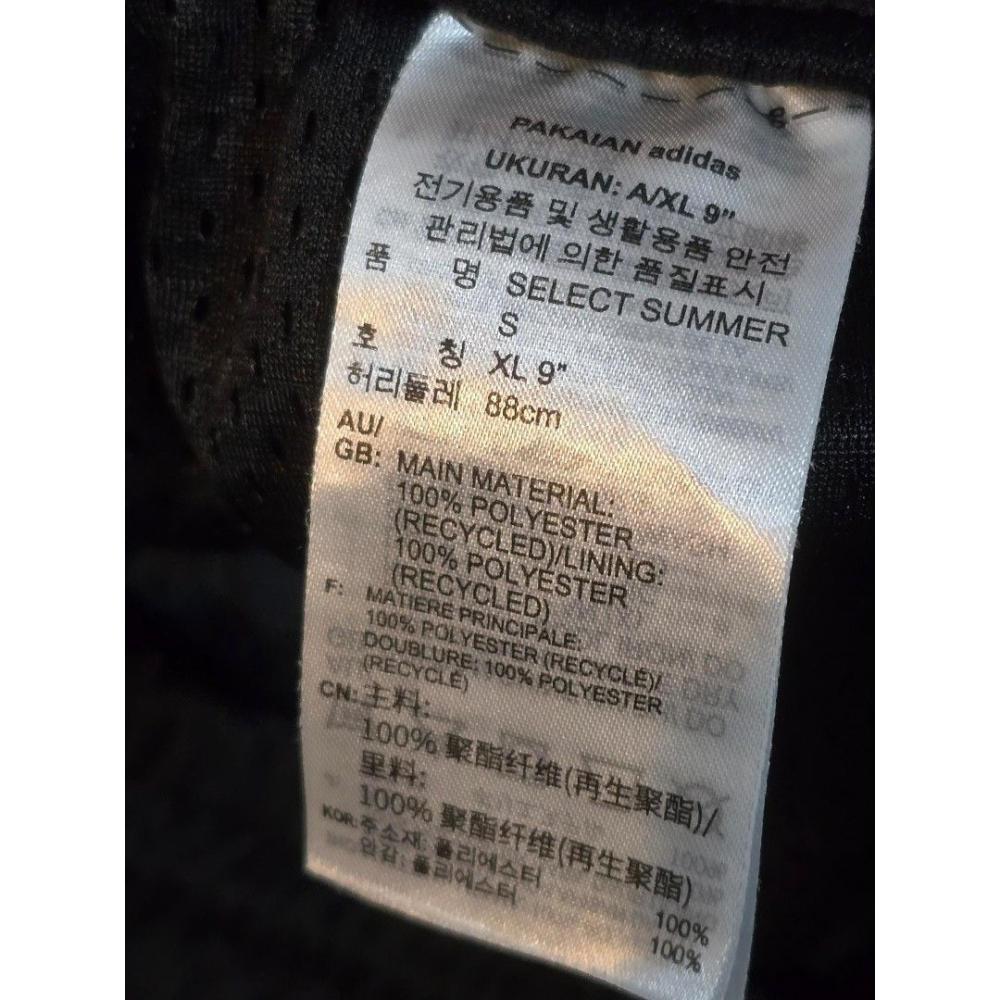 PAKAIAN adidas
UKURAN: A/XL 9"
전기용품 및 생활용품 안전
관리법에 의한 품질표시
품 명 SELECT SUMMER
S
호 칭 XL 9"
허리둘레 88cm
AU/
GB: MAIN MATERIAL:
100% POLYESTER
(RECYCLED)/LINING:
100% POLYESTER
(RECYCLED)
F: MATIERE PRINCIPALE:
100% POLYESTER (RECYCLÉ)/
DOUBLURE: 100% POLYESTER
(RECYCLÉ)
CN: 主料:
100% 聚酯纤维(再生聚酯)/
里料:
100% 聚酯纤维(再生聚酯)
KOR: 주소재: 폴리에스터 100%
안감: 폴리에스터 100%